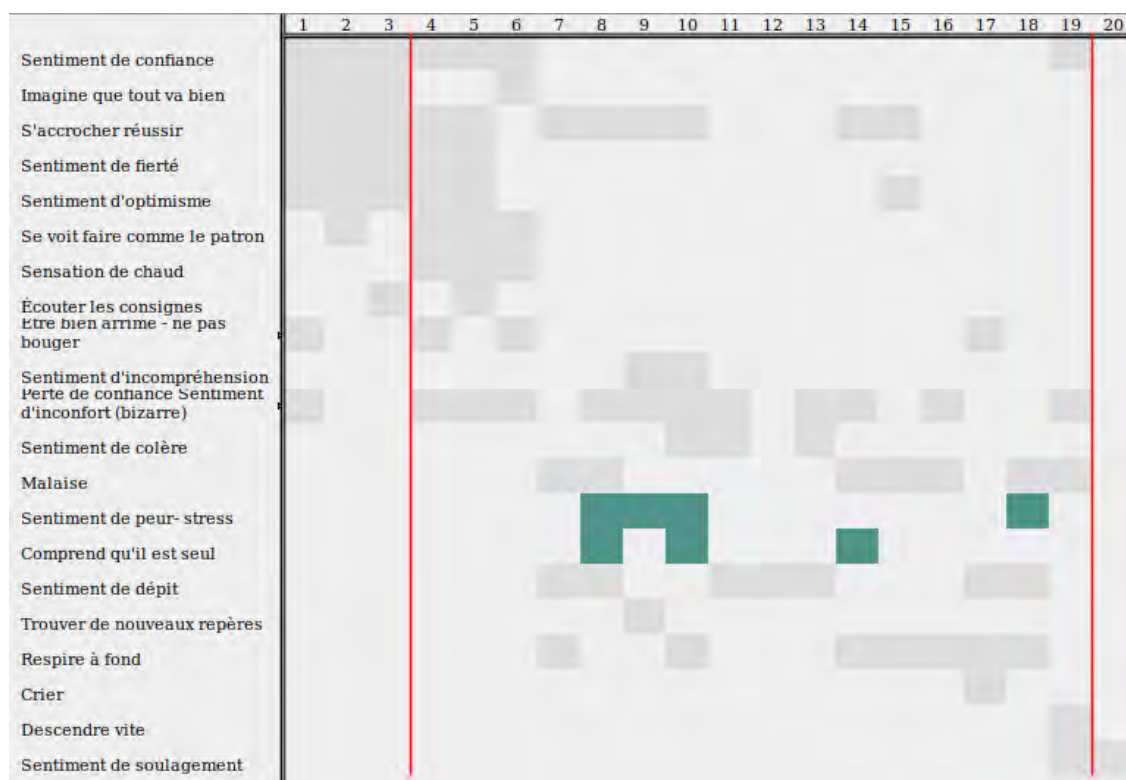 1 2 3 4 5 6 7 8 9 10 11 12 13 14 15 16 17 18 19 20
Sentiment de confiance
Imagine que tout va bien
S'accrocher réussir
Sentiment de fierté
Sentiment d'optimisme
Se voit faire comme le patron
Sensation de chaud
Écouter les consignes
Etre bien arrimé - ne pas
bouger
Sentiment d'incompréhension
Perte de confiance Sentiment
d'inconfort (bizarre)
Sentiment de colère
Malaise
Sentiment de peur- stress
Comprend qu'il est seul
Sentiment de dépit
Trouver de nouveaux repères
Respire à fond
Crier
Descendre vite
Sentiment de soulagement